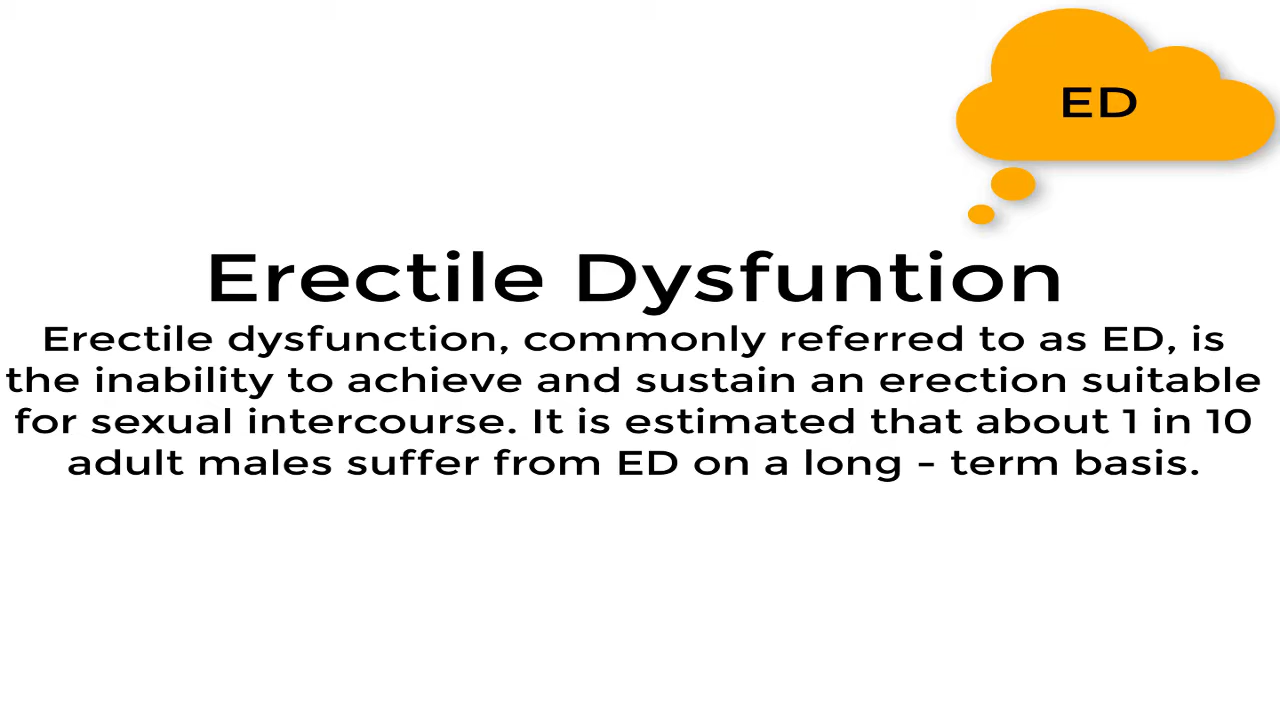 ED
Erectile Dysfuntion
Erectile dysfunction, commonly referred to as ED, is
the inability to achieve and sustain an erection suitable
for sexual intercourse. It is estimated that about 1 in 10
adult males suffer from ED on a long - term basis.